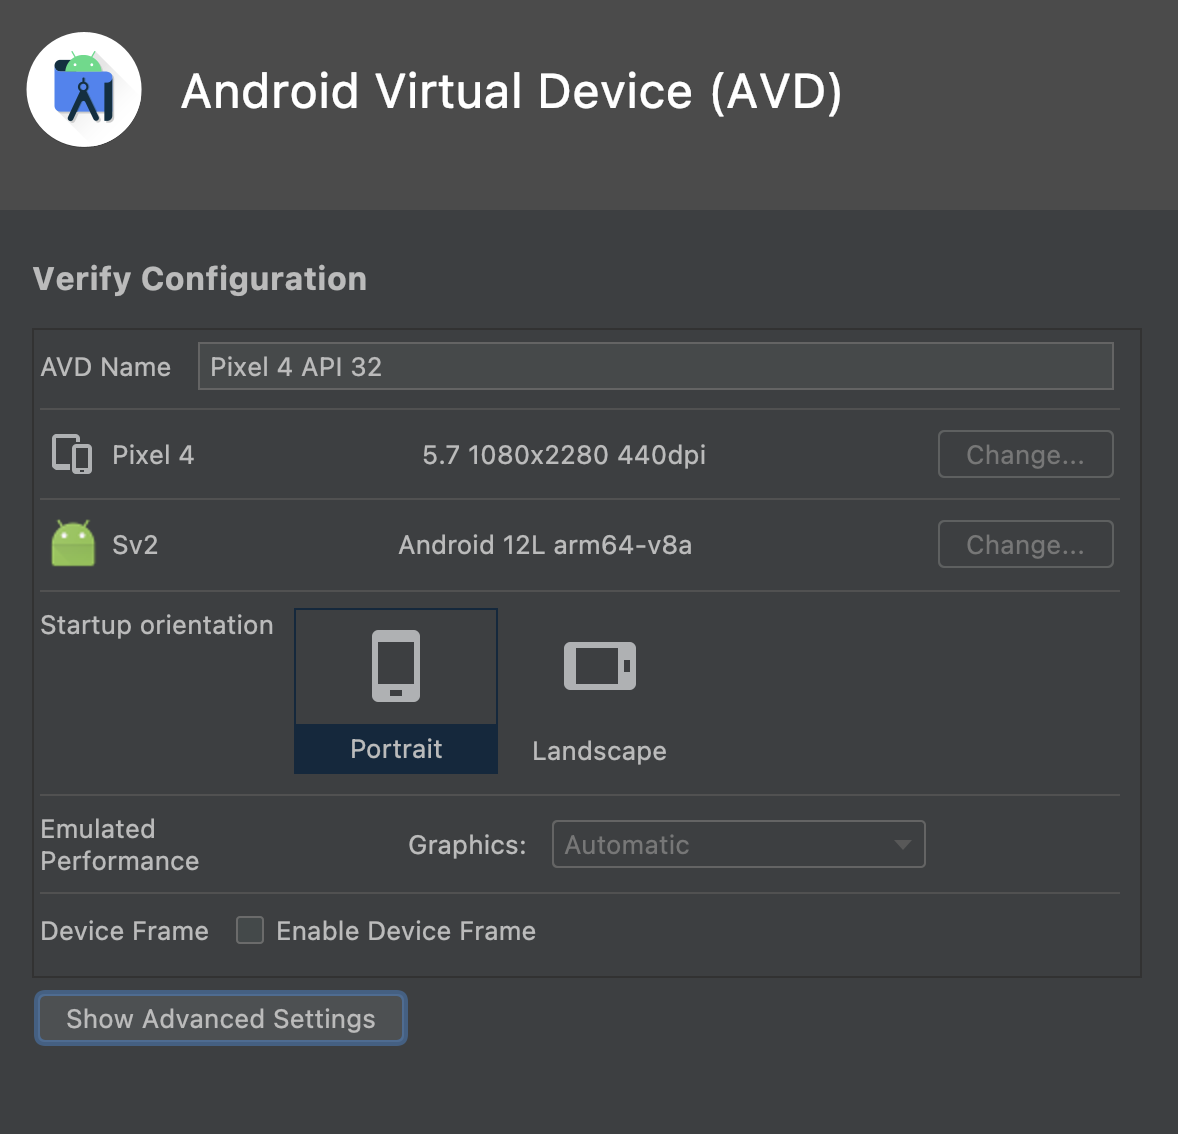 Android Virtual Device (AVD)
Verify Configuration
AVD Name Pixel 4 API 32
Pixel 4 5.7 1080x2280 440dpi Change...
Sv2 Android 12L arm64-v8a Change...
Startup orientation
Portrait Landscape
Emulated
Performance
Graphics: Automatic
Device Frame Enable Device Frame
Show Advanced Settings